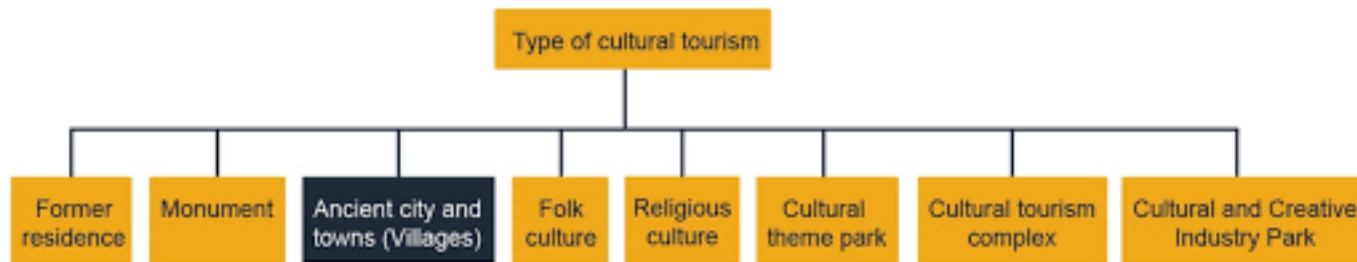 Type of cultural tourism
Former
residence
Monument
Ancient city and
towns (Villages)
Folk
culture
Religious
culture
Cultural
theme park
Cultural tourism
complex
Cultural and Creative
Industry Park